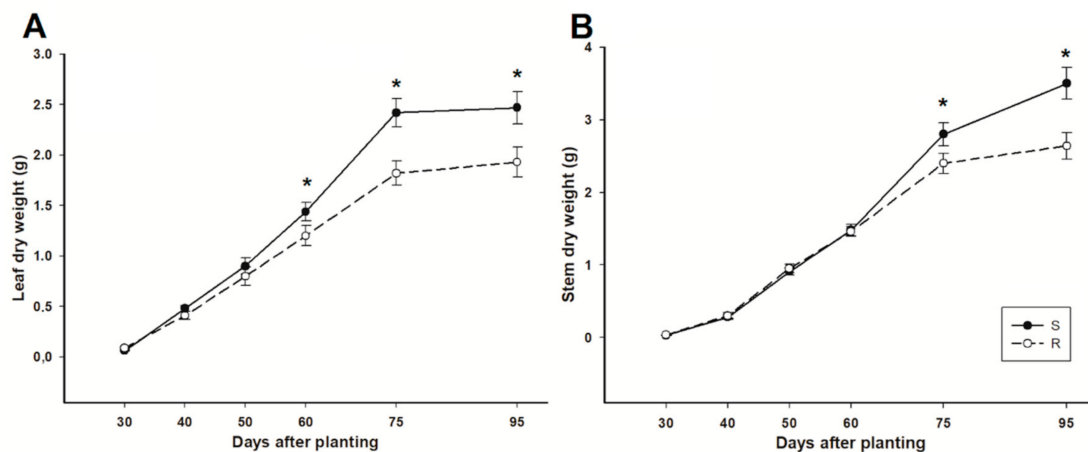 A
Leaf dry weight (g)
3.0
2.5
2.0
1.5
1.0
0.5
0,0
*
*
*
30 40 50 60 75 95
Days after planting
B
Stem dry weight (g)
4
3
2
1
0
*
*
S
R
30 40 50 60 75 95
Days after planting